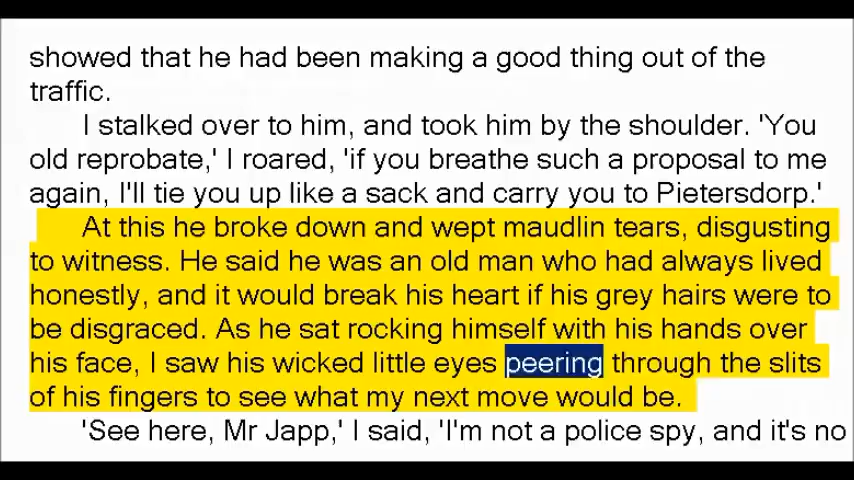 showed that he had been making a good thing out of the
traffic.
I stalked over to him, and took him by the shoulder. 'You
old reprobate,' I roared, 'if you breathe such a proposal to me
again, I'll tie you up like a sack and carry you to Pietersdorp.'
At this he broke down and wept maudlin tears, disgusting
to witness. He said he was an old man who had always lived
honestly, and it would break his heart if his grey hairs were to
be disgraced. As he sat rocking himself with his hands over
his face, I saw his wicked little eyes peering through the slits
of his fingers to see what my next move would be.
'See here, Mr Japp,' I said, 'I'm not a police spy, and it's no